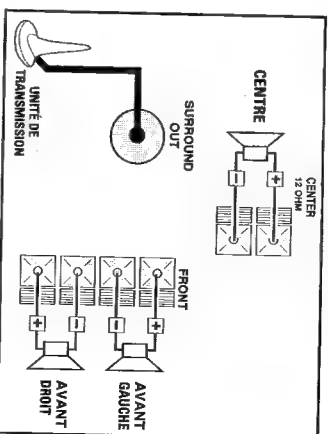 CENTRE
CENTER
12 OHM
−
+
SURROUND
OUT
UNITÉ DE
TRANSMISSION
FRONT
+
−
−
+
AVANT
DROIT
AVANT
GAUCHE